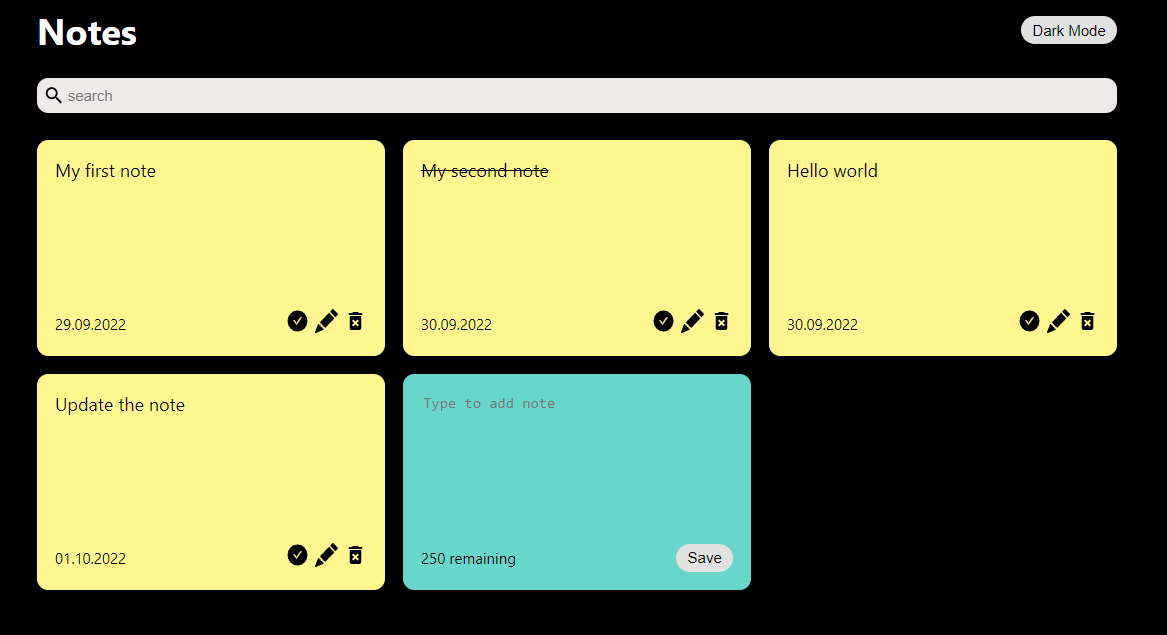 Notes
Dark Mode
search
My first note
My second note
Hello world
29.09.2022
30.09.2022
30.09.2022
Update the note
Type to add note
01.10.2022
250 remaining
Save